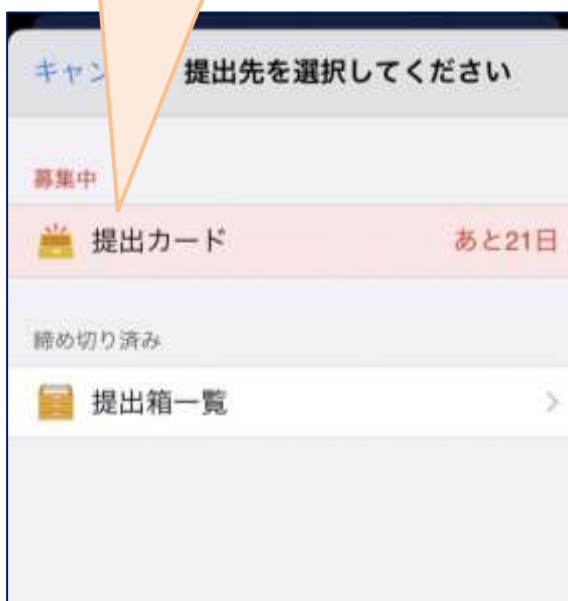 キャン
提出先を選択してください
募集中
提出カード
あと21日
締め切り済み
提出箱一覧